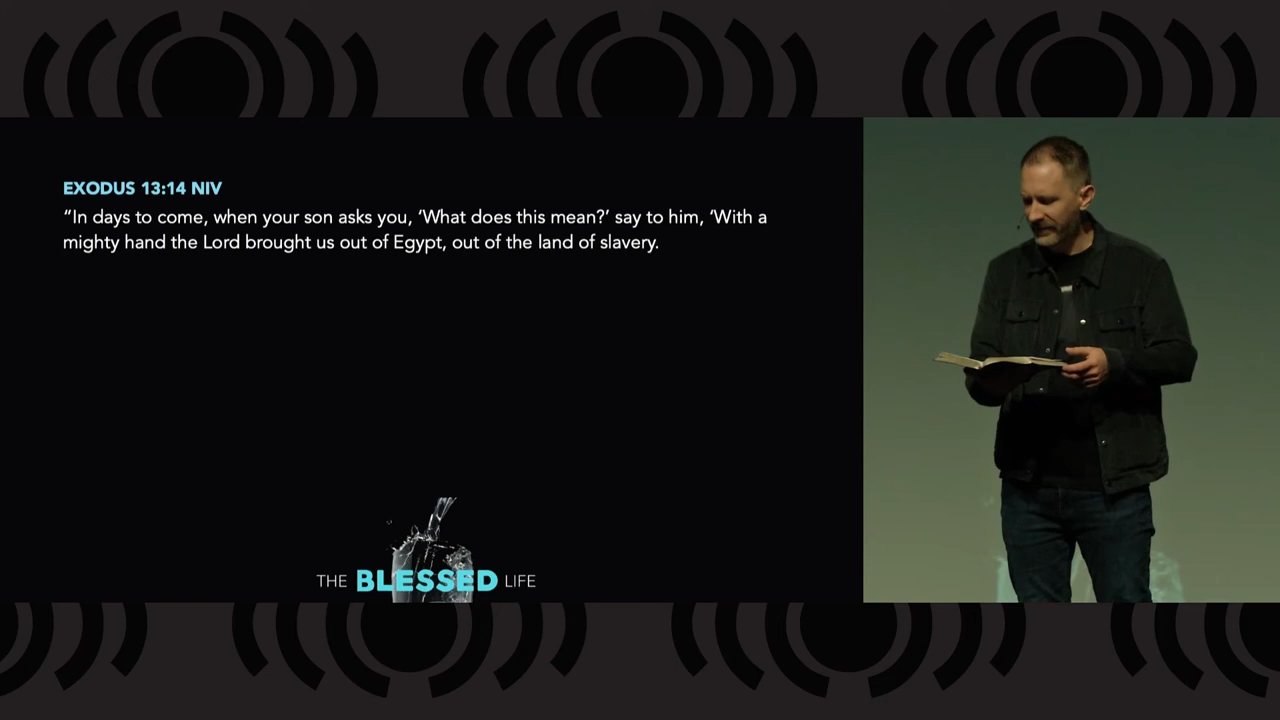 EXODUS 13:14 NIV
“In days to come, when your son asks you, ‘What does this mean?’ say to him, ‘With a
mighty hand the Lord brought us out of Egypt, out of the land of slavery.
THE BLESSED LIFE